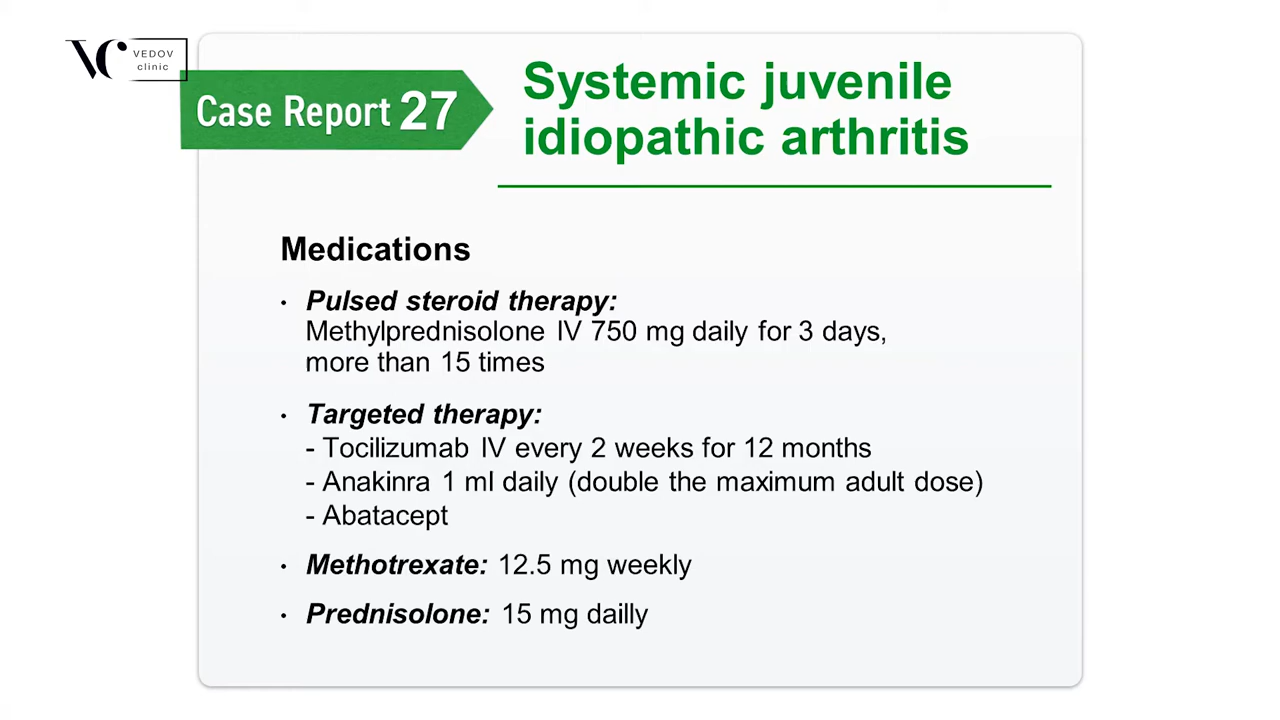 VC VEDOV
clinic
Case Report 27
Systemic juvenile
idiopathic arthritis
Medications
• Pulsed steroid therapy:
Methylprednisolone IV 750 mg daily for 3 days,
more than 15 times
• Targeted therapy:
- Tocilizumab IV every 2 weeks for 12 months
- Anakinra 1 ml daily (double the maximum adult dose)
- Abatacept
• Methotrexate: 12.5 mg weekly
• Prednisolone: 15 mg dailly